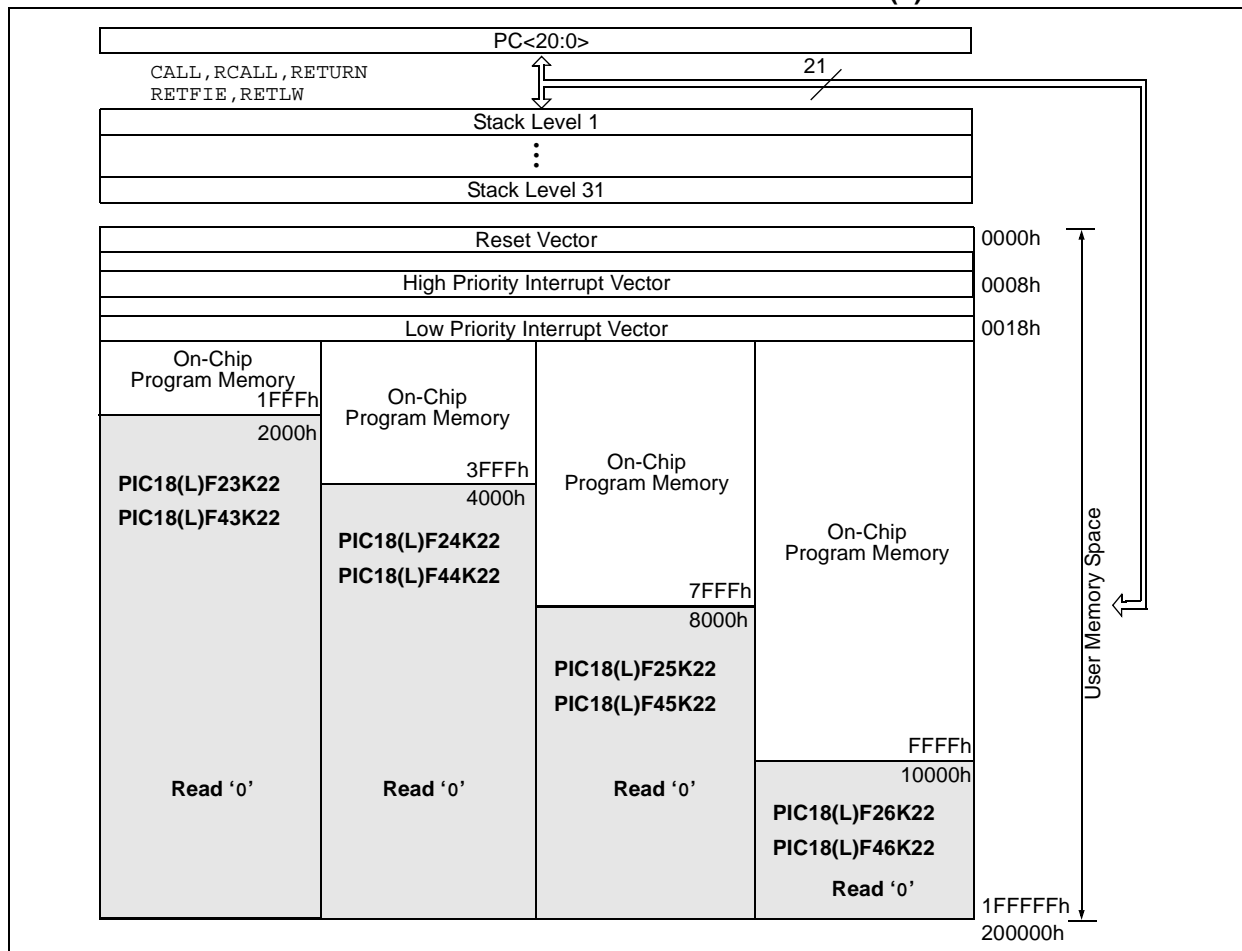 PC<20:0>
CALL,RCALL,RETURN
RETFIE,RETLW
21
Stack Level 1
Stack Level 31
Reset Vector
0000h
High Priority Interrupt Vector
0008h
Low Priority Interrupt Vector
0018h
On-Chip
Program Memory
1FFFh
2000h
PIC18(L)F23K22
PIC18(L)F43K22
Read ‘0’
On-Chip
Program Memory
3FFFh
4000h
PIC18(L)F24K22
PIC18(L)F44K22
Read ‘0’
On-Chip
Program Memory
7FFFh
8000h
PIC18(L)F25K22
PIC18(L)F45K22
Read ‘0’
On-Chip
Program Memory
FFFFh
10000h
PIC18(L)F26K22
PIC18(L)F46K22
Read ‘0’
1FFFFFh
200000h
User Memory Space